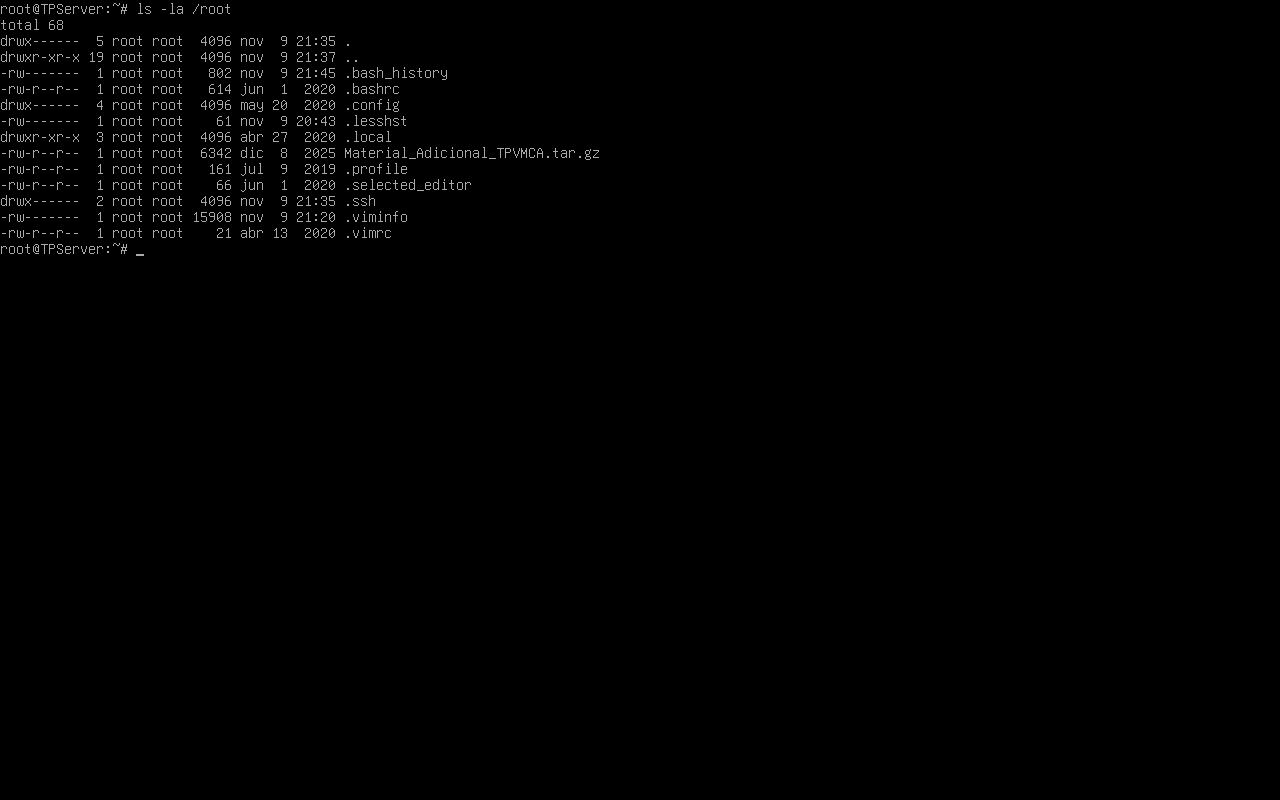 root@TPServer:~# ls -la /root
total 68
drwx------  5 root root  4096 nov  9 21:35 .
drwxr-xr-x 19 root root  4096 nov  9 21:37 ..
-rw-------  1 root root   802 nov  9 21:45 .bash_history
-rw-r--r--  1 root root   614 jun  1  2020 .bashrc
drwx------  4 root root  4096 may 20  2020 .config
-rw-------  1 root root    61 nov  9 20:43 .lesshst
drwxr-xr-x  3 root root  4096 abr 27  2020 .local
-rw-r--r--  1 root root  6342 dic  8  2025 Material_Adicional_TPVMCA.tar.gz
-rw-r--r--  1 root root   161 jul  9  2019 .profile
-rw-r--r--  1 root root    66 jun  1  2020 .selected_editor
drwx------  2 root root  4096 nov  9 21:35 .ssh
-rw-------  1 root root 15908 nov  9 21:20 .viminfo
-rw-r--r--  1 root root    21 abr 13  2020 .vimrc
root@TPServer:~# _